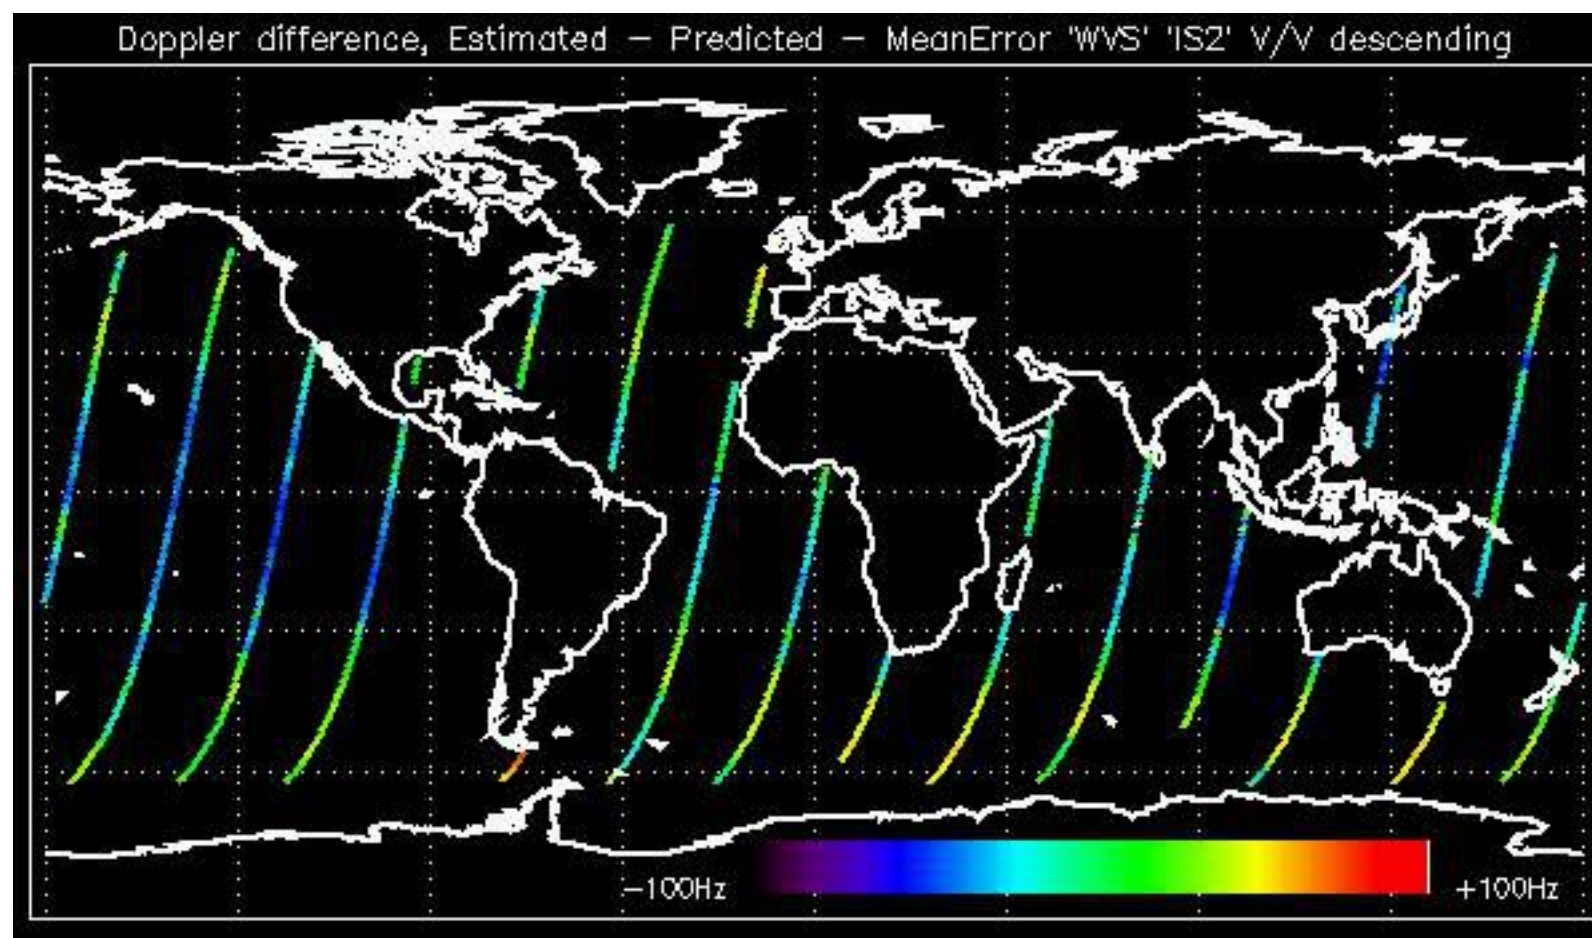 Doppler difference, Estimated – Predicted – MeanError 'WVS' 'IS2' V/V descending
–100Hz
+100Hz